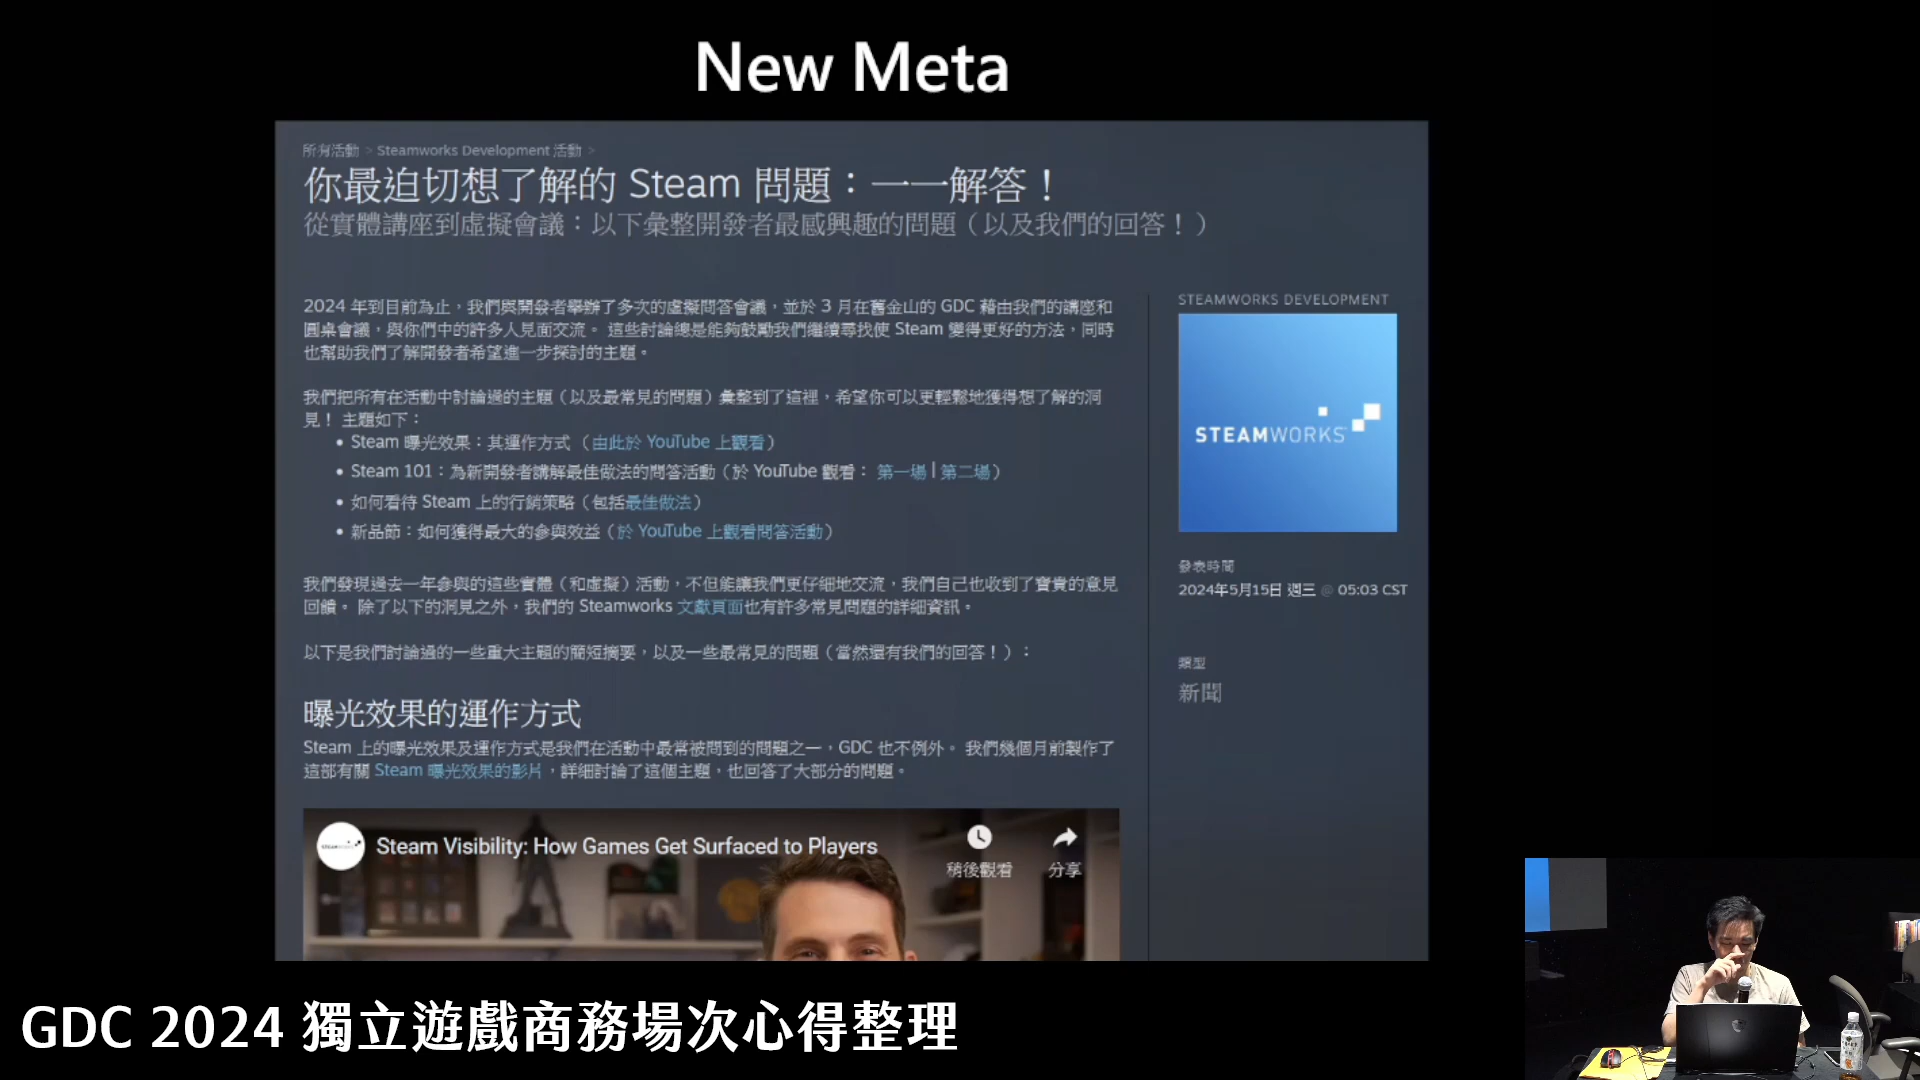 New Meta
所有活動 > Steamworks Development 活動 >
你最迫切想了解的 Steam 問題：一一解答！
從實體講座到虛擬會議：以下彙整開發者最感興趣的問題（以及我們的回答！）
2024 年到目前為止，我們與開發者舉辦了多次的虛擬問答會議，並於 3 月在舊金山的 GDC 藉由我們的講座和
圓桌會議，與你們中的許多人見面交流。 這些討論總是能夠鼓勵我們繼續尋找使 Steam 變得更好的方法，同時
也幫助我們了解開發者希望進一步探討的主題。
我們把所有在活動中討論過的主題（以及最常見的問題）彙整到了這裡，希望你可以更輕鬆地獲得想了解的洞
見！ 主題如下：
• Steam 曝光效果：其運作方式 （由此於 YouTube 上觀看）
• Steam 101：為新開發者講解最佳做法的問答活動（於 YouTube 觀看： 第一場 | 第二場）
• 如何看待 Steam 上的行銷策略（包括最佳做法）
• 新品節：如何獲得最大的參與效益（於 YouTube 上觀看問答活動）
我們發現過去一年參與的這些實體（和虛擬）活動，不但能讓我們更仔細地交流，我們自己也收到了寶貴的意見
回饋。 除了以下的洞見之外，我們的 Steamworks 文獻頁面也有許多常見問題的詳細資訊。
以下是我們討論過的一些重大主題的簡短摘要，以及一些最常見的問題（當然還有我們的回答！）：
曝光效果的運作方式
Steam 上的曝光效果及運作方式是我們在活動中最常被問到的問題之一，GDC 也不例外。 我們幾個月前製作了
這部有關 Steam 曝光效果的影片，詳細討論了這個主題，也回答了大部分的問題。
Steam Visibility: How Games Get Surfaced to Players
稍後觀看
分享
STEAMWORKS DEVELOPMENT
STEAMWORKS
發表時間
2024年5月15日 週三 @ 05:03 CST
類型
新聞
GDC 2024 獨立遊戲商務場次心得整理